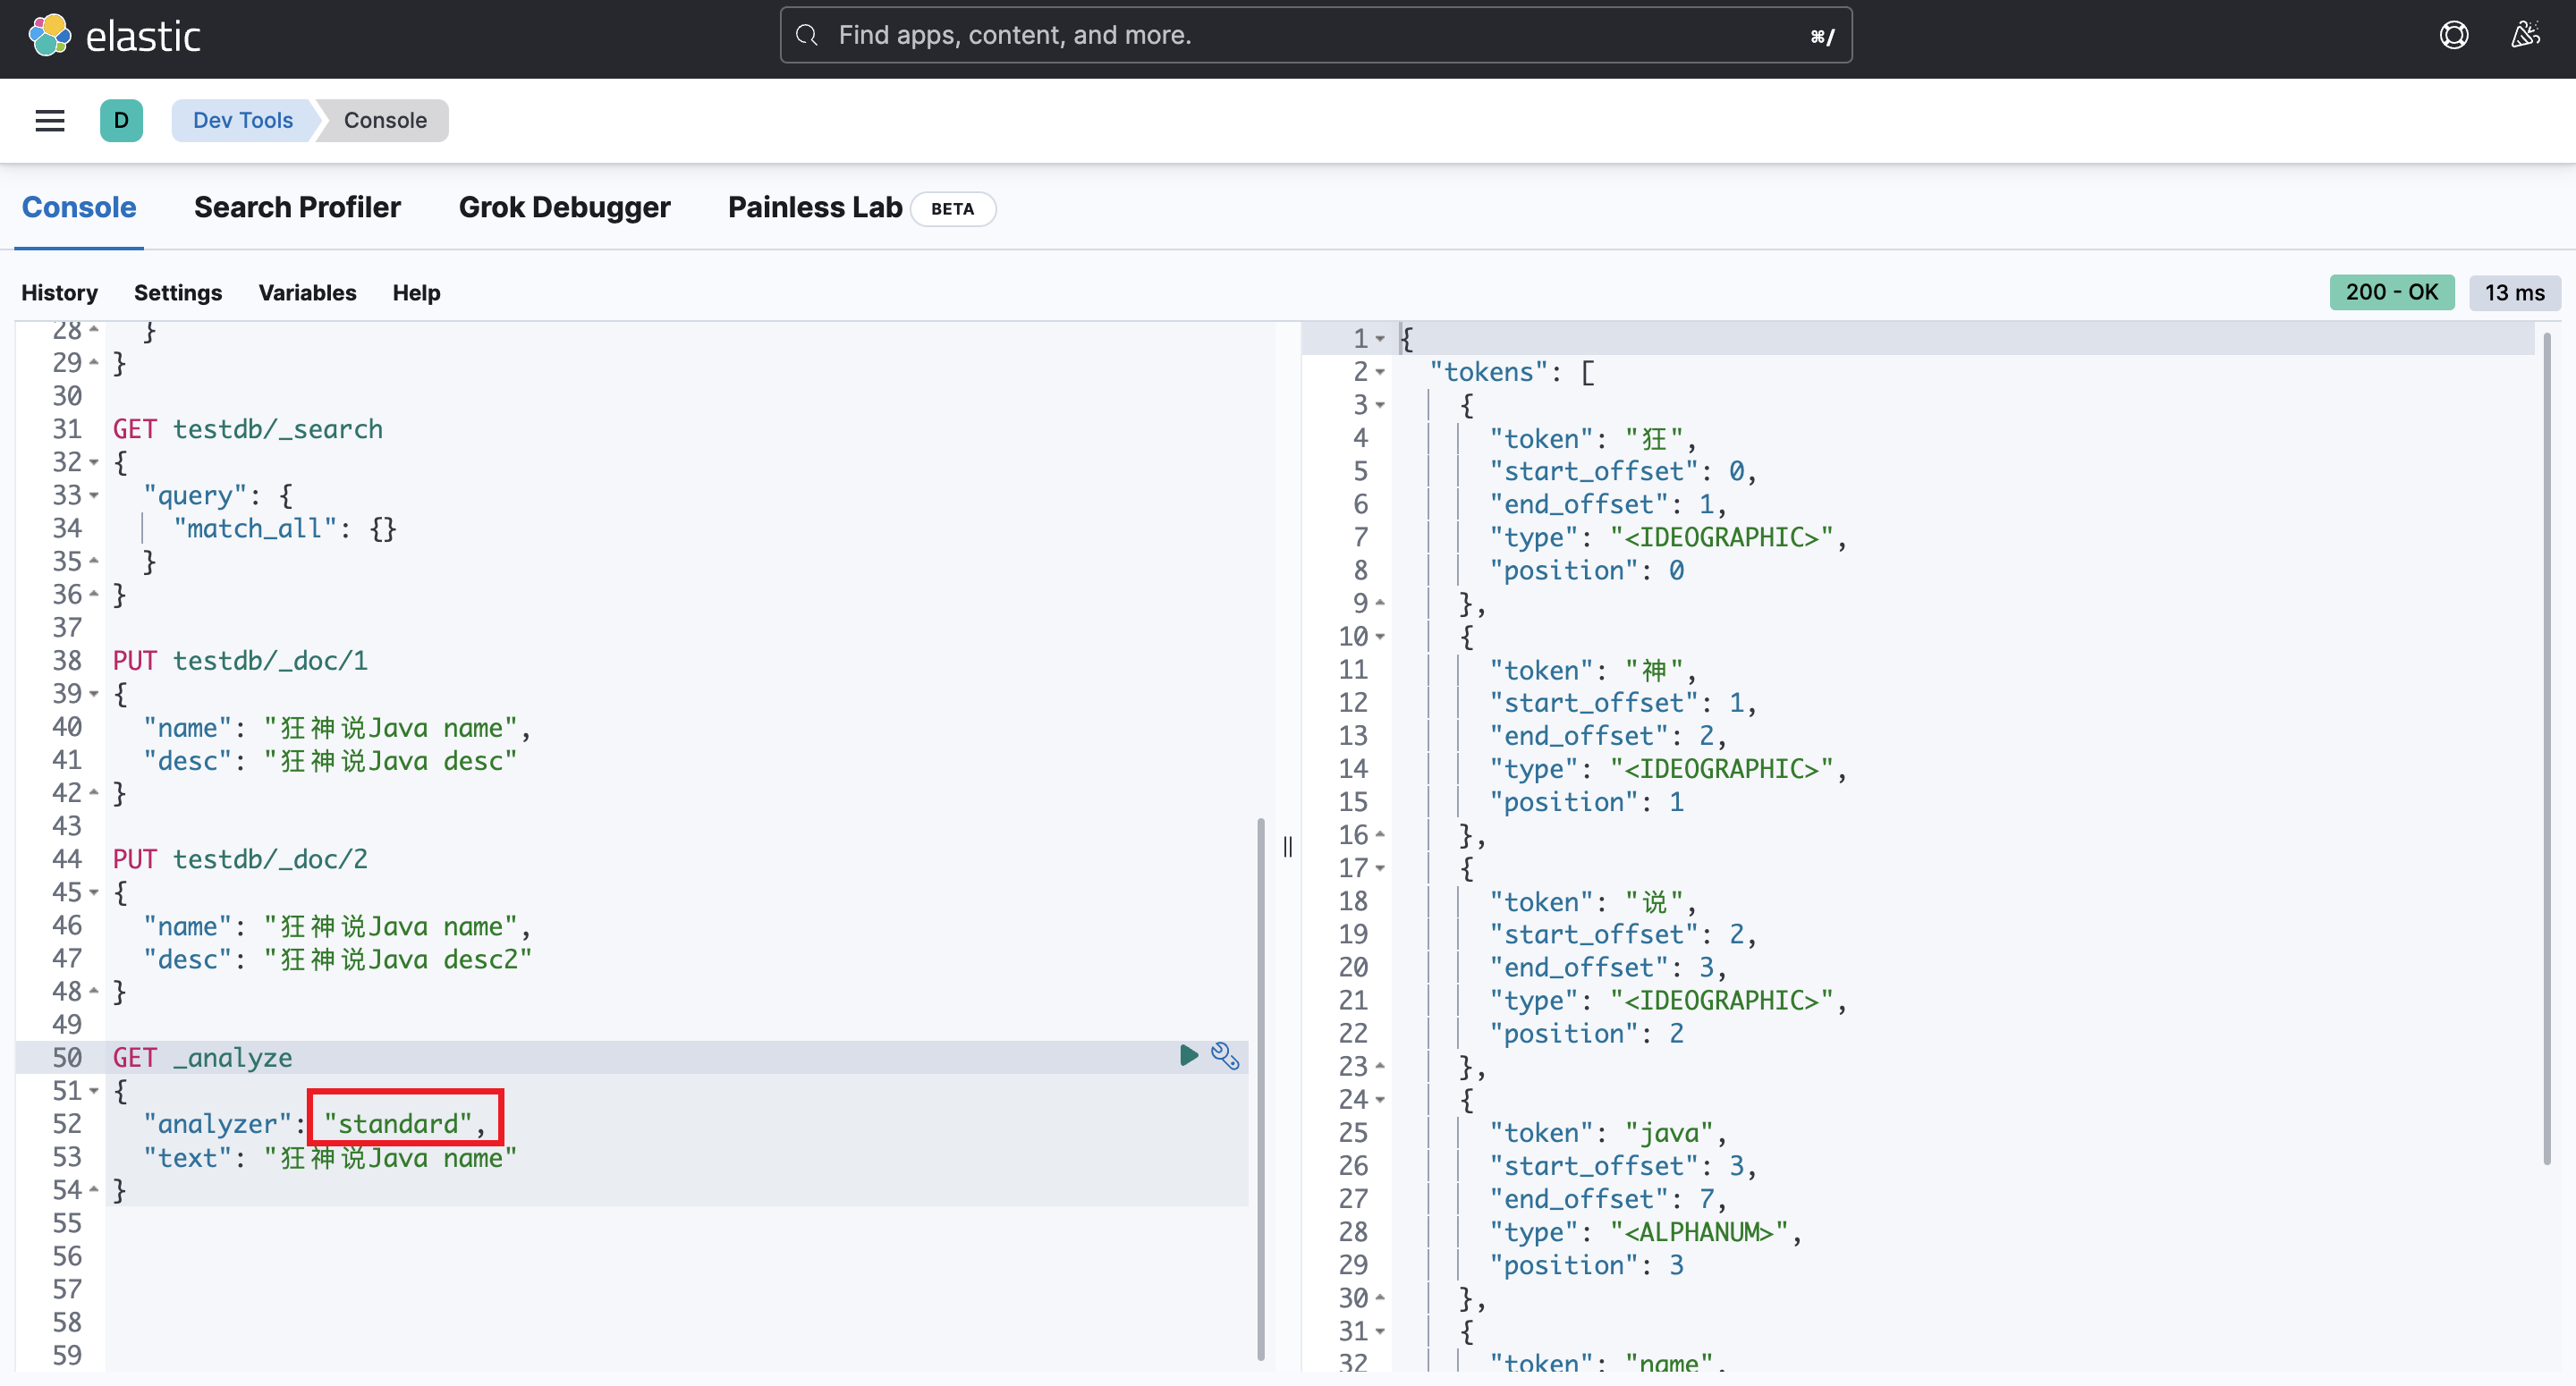 elastic
Find apps, content, and more.
⌘/
D
Dev Tools
Console
Console
Search Profiler
Grok Debugger
Painless Lab
BETA
History
Settings
Variables
Help
200 - OK
13 ms
28 }
29 }
30
31 GET testdb/_search
32 {
33 "query": {
34 "match_all": {}
35 }
36 }
37
38 PUT testdb/_doc/1
39 {
40 "name": "狂神说Java name",
41 "desc": "狂神说Java desc"
42 }
43
44 PUT testdb/_doc/2
45 {
46 "name": "狂神说Java name",
47 "desc": "狂神说Java desc2"
48 }
49
50 GET _analyze
51 {
52 "analyzer": "standard",
53 "text": "狂神说Java name"
54 }
55
56
57
58
59
1 {
2 "tokens": [
3 {
4 "token": "狂",
5 "start_offset": 0,
6 "end_offset": 1,
7 "type": "<IDEOGRAPHIC>",
8 "position": 0
9 },
10 {
11 "token": "神",
12 "start_offset": 1,
13 "end_offset": 2,
14 "type": "<IDEOGRAPHIC>",
15 "position": 1
16 },
17 {
18 "token": "说",
19 "start_offset": 2,
20 "end_offset": 3,
21 "type": "<IDEOGRAPHIC>",
22 "position": 2
23 },
24 {
25 "token": "java",
26 "start_offset": 3,
27 "end_offset": 7,
28 "type": "<ALPHANUM>",
29 "position": 3
30 },
31 {
32 "token": "name",